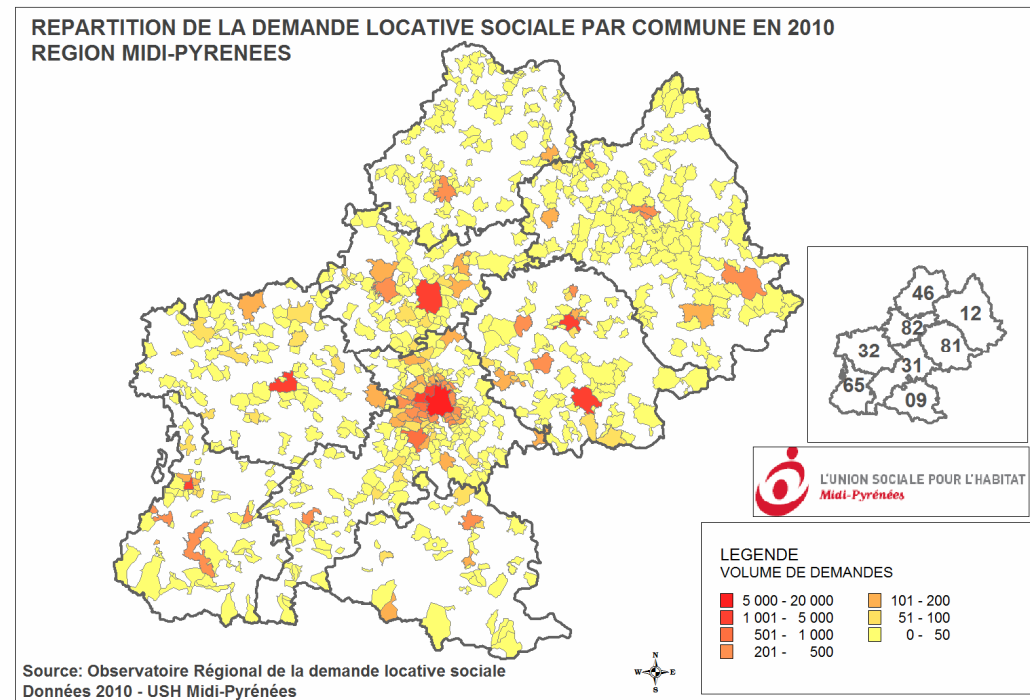 REPARTITION DE LA DEMANDE LOCATIVE SOCIALE PAR COMMUNE EN 2010
REGION MIDI-PYRENEES
46
12
82
32
81
31
65
09
L'UNION SOCIALE POUR L'HABITAT
Midi-Pyrénées
LEGENDE
VOLUME DE DEMANDES
5 000 - 20 000
101 - 200
1 001 - 5 000
51 - 100
501 - 1 000
0 - 50
201 - 500
N
W E
S
Source: Observatoire Régional de la demande locative sociale
Données 2010 - USH Midi-Pyrénées